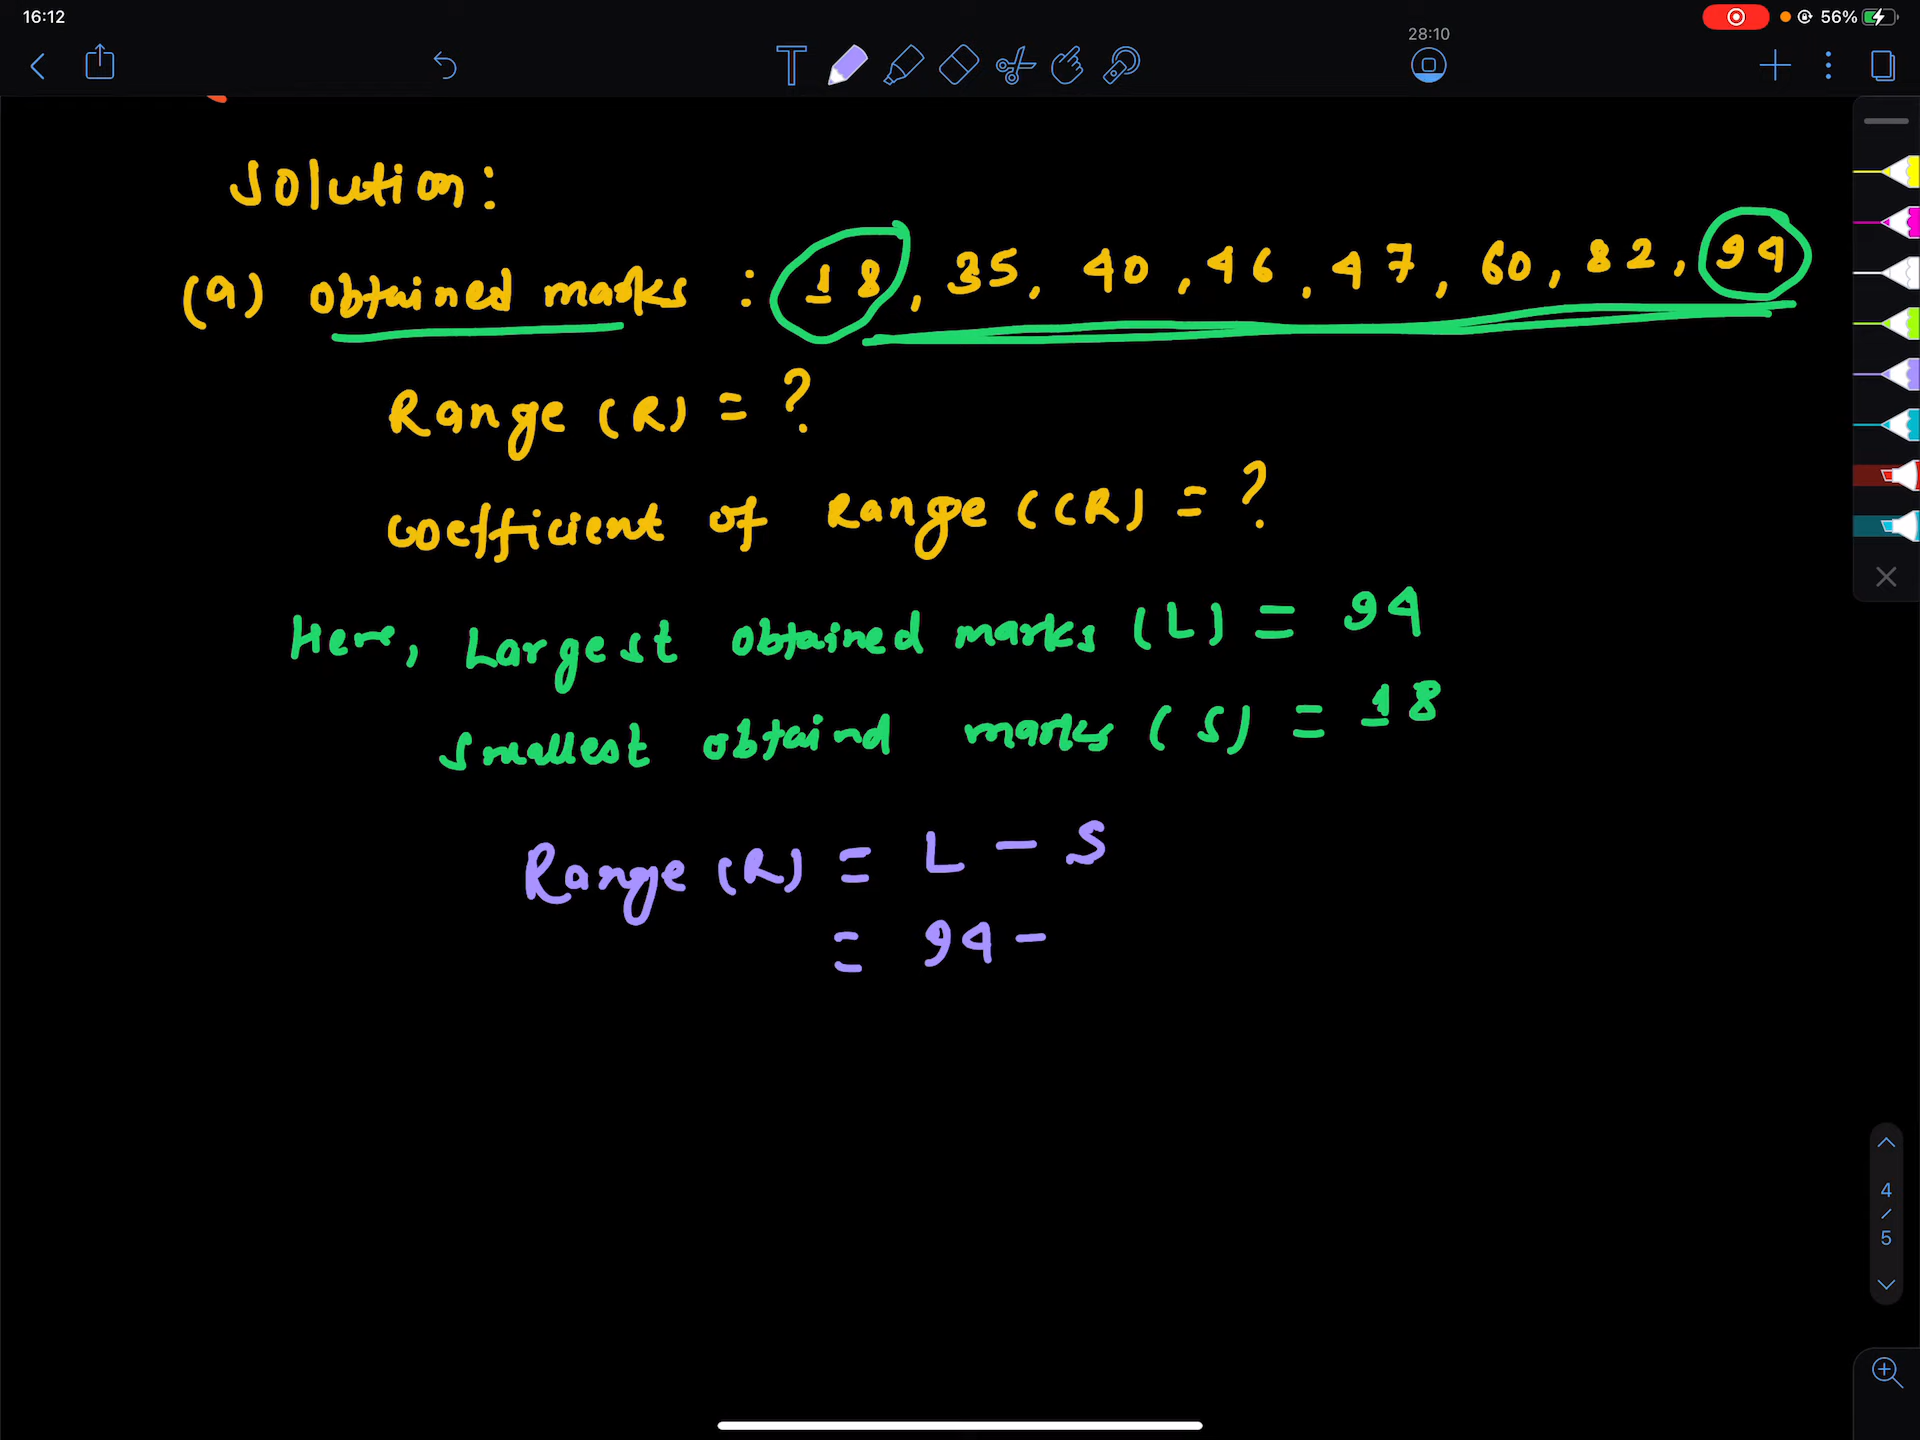 16:12
56%
28:10
Solution:
(a) obtained marks : 18, 35, 40, 46, 47, 60, 82, 94
Range (R) = ?
coefficient of Range (CR) = ?
Here, Largest obtained marks (L) = 94
Smallest obtaind marks (S) = 18
Range (R) = L - S
= 94 -
4
/
5